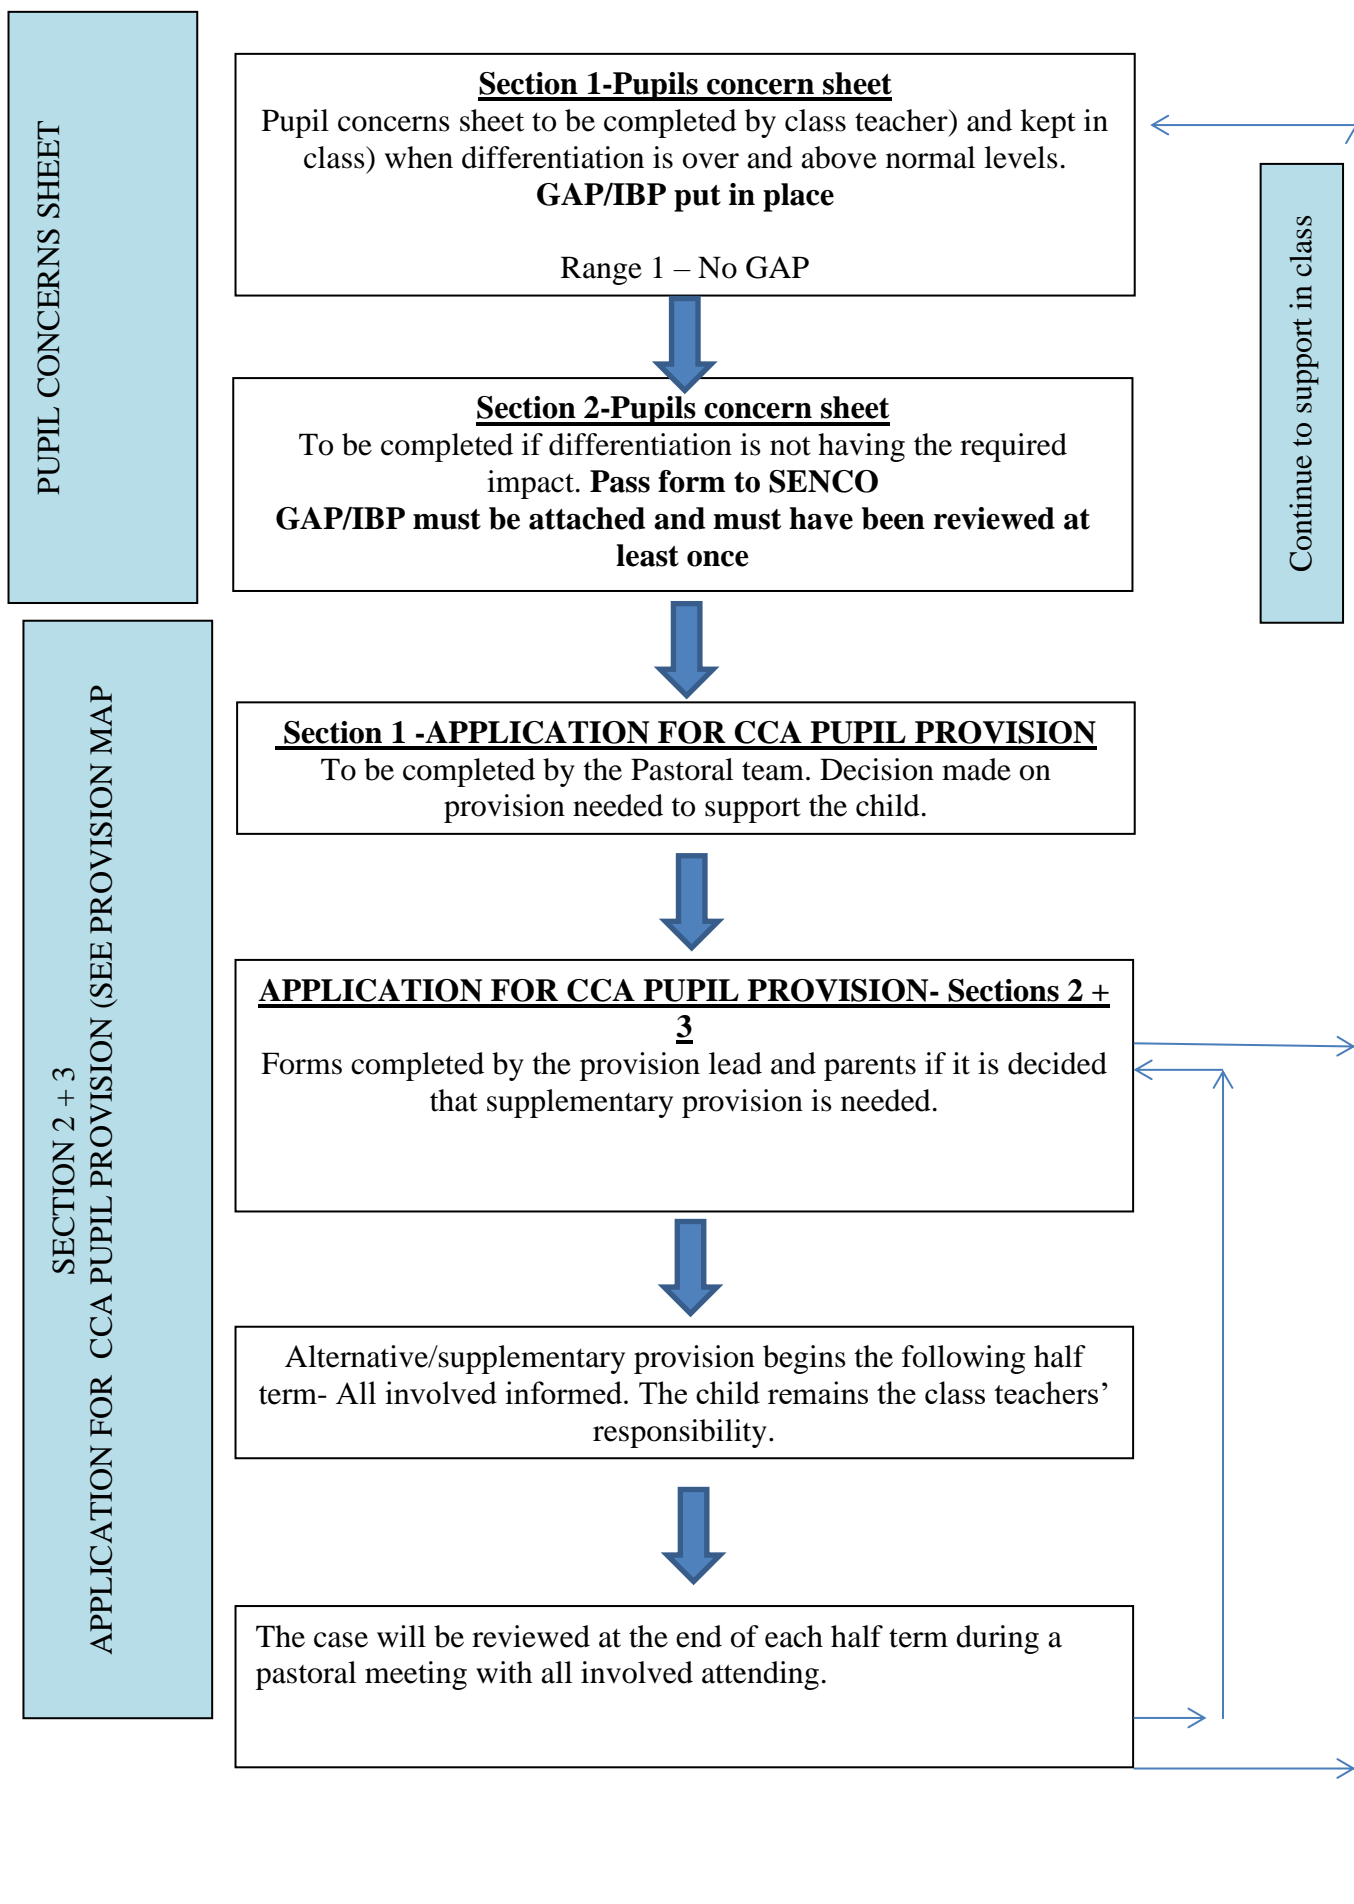 PUPIL CONCERNS SHEET
Section 1-Pupils concern sheet
Pupil concerns sheet to be completed by class teacher) and kept in
class) when differentiation is over and above normal levels.
GAP/IBP put in place
Range 1 – No GAP
Continue to support in class
Section 2-Pupils concern sheet
To be completed if differentiation is not having the required
impact. Pass form to SENCO
GAP/IBP must be attached and must have been reviewed at
least once
SECTION 2 + 3
APPLICATION FOR  CCA PUPIL PROVISION (SEE PROVISION MAP
Section 1 -APPLICATION FOR CCA PUPIL PROVISION
To be completed by the Pastoral team. Decision made on
provision needed to support the child.
APPLICATION FOR CCA PUPIL PROVISION- Sections 2 +
3
Forms completed by the provision lead and parents if it is decided
that supplementary provision is needed.
Alternative/supplementary provision begins the following half
term- All involved informed. The child remains the class teachers’
responsibility.
The case will be reviewed at the end of each half term during a
pastoral meeting with all involved attending.